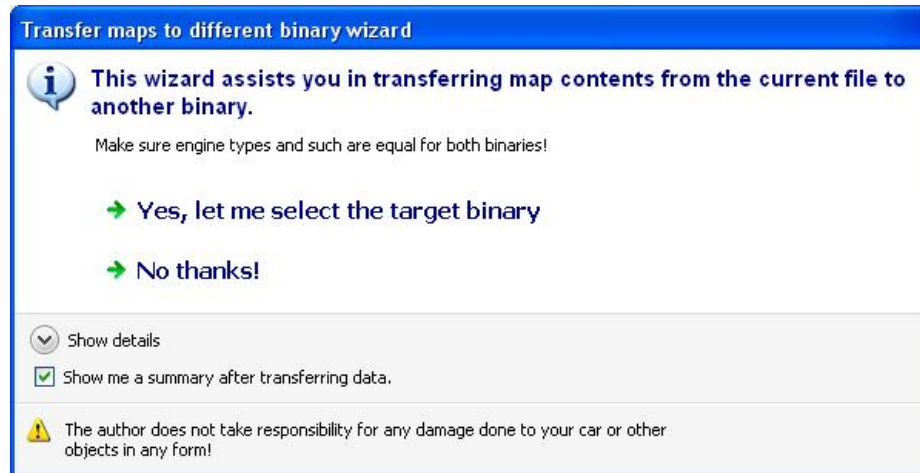 Transfer maps to different binary wizard
This wizard assists you in transferring map contents from the current file to
another binary.
Make sure engine types and such are equal for both binaries!
Yes, let me select the target binary
No thanks!
Show details
Show me a summary after transferring data.
The author does not take responsibility for any damage done to your car or other
objects in any form!